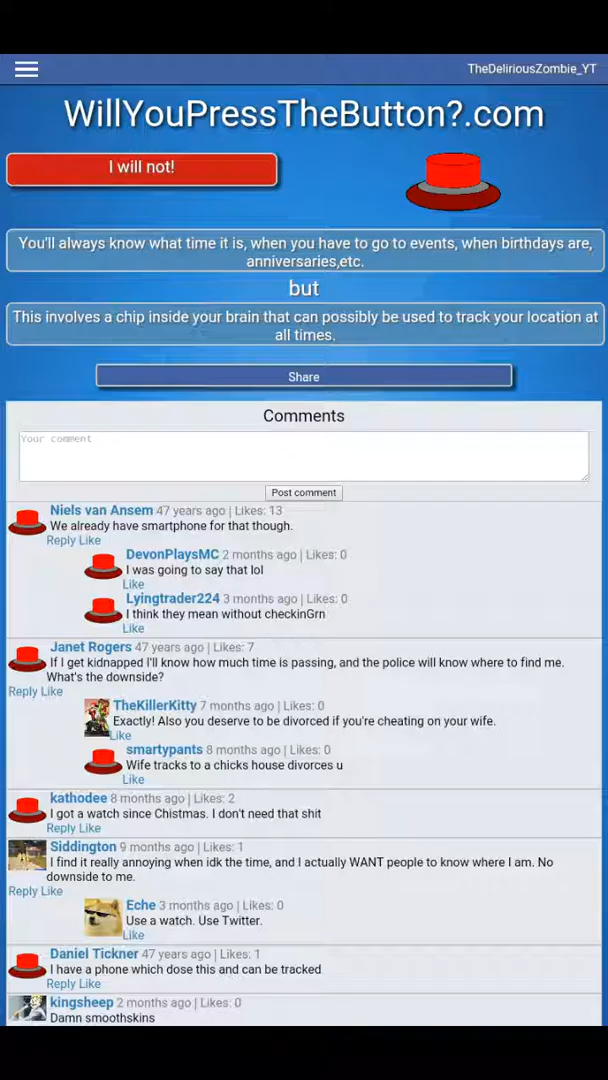 TheDeliriousZombie_YT
WillYouPressTheButton?.com
I will not!
You'll always know what time it is, when you have to go to events, when birthdays are,
anniversaries,etc.
but
This involves a chip inside your brain that can possibly be used to track your location at
all times.
Share
Comments
Your comment
Post comment
Niels van Ansem 47 years ago | Likes: 13
We already have smartphone for that though.
Reply Like
DevonPlaysMC 2 months ago | Likes: 0
I was going to say that lol
Like
Lyingtrader224 3 months ago | Likes: 0
I think they mean without checkinGrn
Like
Janet Rogers 47 years ago | Likes: 7
If I get kidnapped I'll know how much time is passing, and the police will know where to find me.
What's the downside?
Reply Like
TheKillerKitty 7 months ago | Likes: 0
Exactly! Also you deserve to be divorced if you're cheating on your wife.
Like
smartypants 8 months ago | Likes: 0
Wife tracks to a chicks house divorces u
Like
kathodee 8 months ago | Likes: 2
I got a watch since Chistmas. I don't need that shit
Reply Like
Siddington 9 months ago | Likes: 1
I find it really annoying when idk the time, and I actually WANT people to know where I am. No
downside to me.
Reply Like
Eche 3 months ago | Likes: 0
Use a watch. Use Twitter.
Like
Daniel Tickner 47 years ago | Likes: 1
I have a phone which dose this and can be tracked
Reply Like
kingsheep 2 months ago | Likes: 0
Damn smoothskins